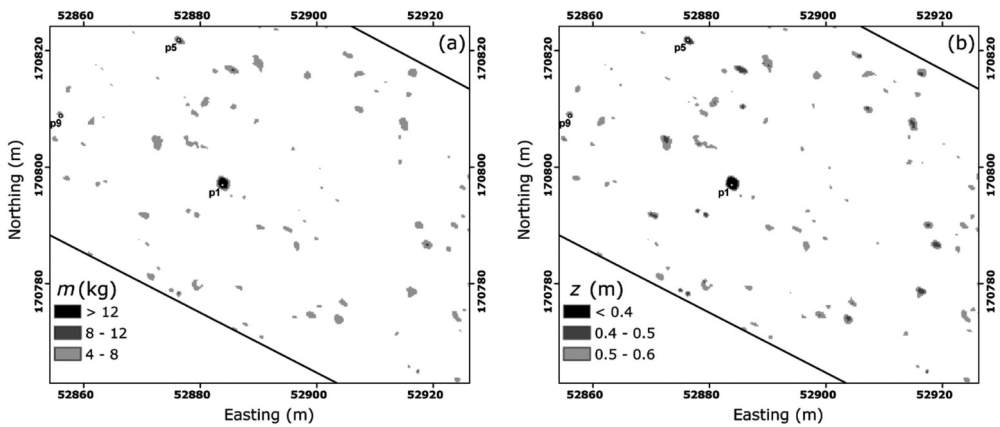 52860 52880 52900 52920 52860 52880 52900 52920
(a) (b)
170820 170820 170820 170820
p5 p5
p9 p9
170800 170800 170800 170800
p1 p1
Northing (m) Northing (m)
170780 170780 170780 170780
m (kg) z (m)
> 12 < 0.4
8 - 12 0.4 - 0.5
4 - 8 0.5 - 0.6
52860 52880 52900 52920 52860 52880 52900 52920
Easting (m) Easting (m)